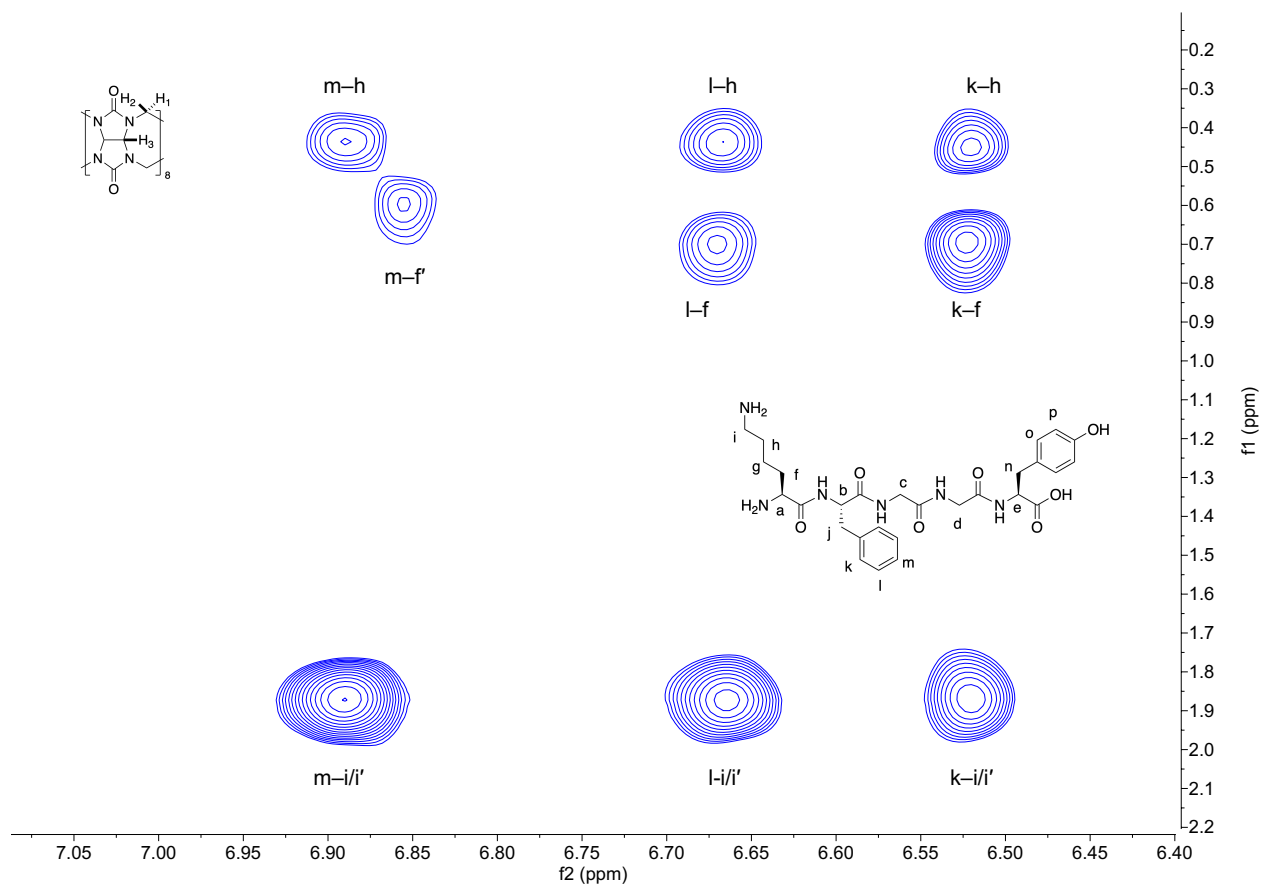 m–h
l–h
k–h
m–f′
l–f
k–f
m–i/i′
l-i/i′
k–i/i′
O
H2
H1
N
N
H3
N
N
O
8
NH2
i
h
g
f
H2N
a
O
H
N
b
j
k
l
m
O
N
H
c
O
H
N
d
O
N
H
e
n
o
p
OH
OH
O
0.2
0.3
0.4
0.5
0.6
0.7
0.8
0.9
1.0
1.1
1.2
1.3
1.4
1.5
1.6
1.7
1.8
1.9
2.0
2.1
2.2
f1 (ppm)
7.05 7.00 6.95 6.90 6.85 6.80 6.75 6.70 6.65 6.60 6.55 6.50 6.45 6.40
f2 (ppm)